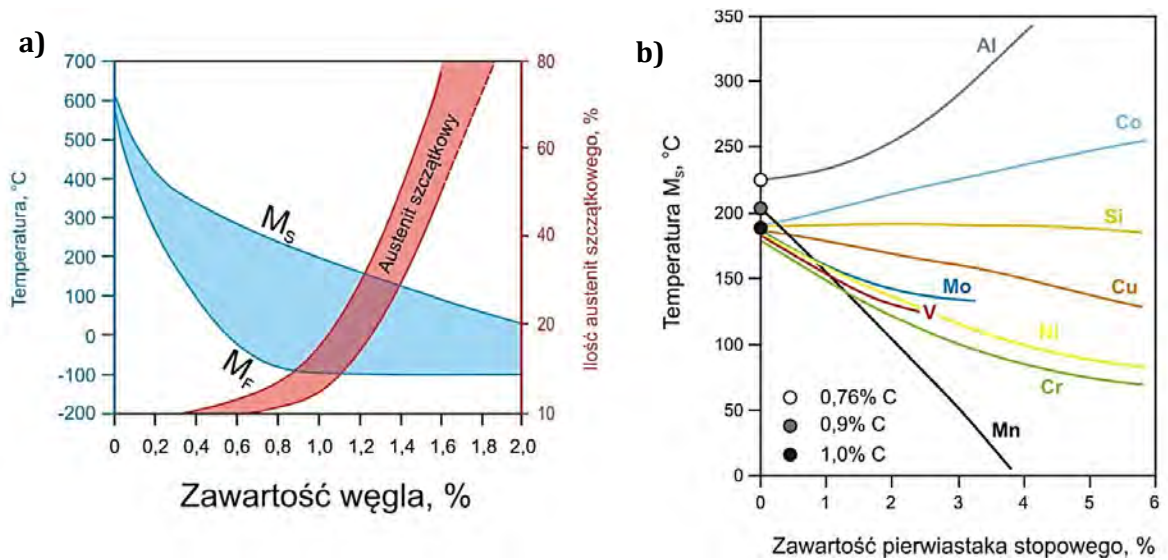 a)
700
600
500
400
300
200
100
0
-100
-200
Temperatura, °C
M_S
M_F
Austenit szczątkowy
80
60
40
20
10
Ilość austenit szczątkowego, %
0 0,2 0,4 0,6 0,8 1,0 1,2 1,4 1,6 1,8 2,0
Zawartość węgla, %
b)
350
300
250
200
150
100
50
0
Temperatura M_s, °C
Al
Co
Si
Cu
Mo
V
Ni
Cr
Mn
0,76% C
0,9% C
1,0% C
0 1 2 3 4 5 6
Zawartość pierwiastaka stopowego, %